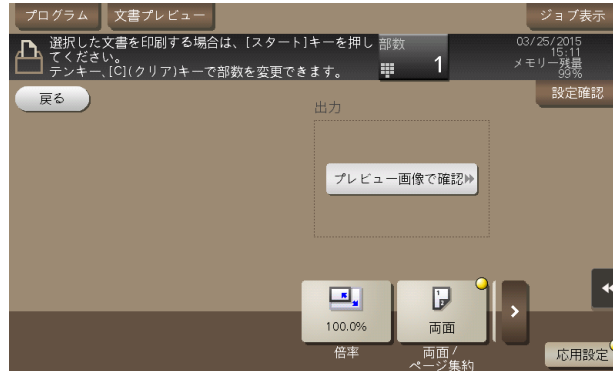 プログラム
文書プレビュー
ジョブ表示
選択した文書を印刷する場合は、[スタート]キーを押し
てください。
テンキー、[C](クリア)キーで部数を変更できます。
部数
1
03/25/2015
15:11
メモリー残量
99%
戻る
設定確認
出力
プレビュー画像で確認
100.0%
両面
倍率
両面/
ページ集約
応用設定